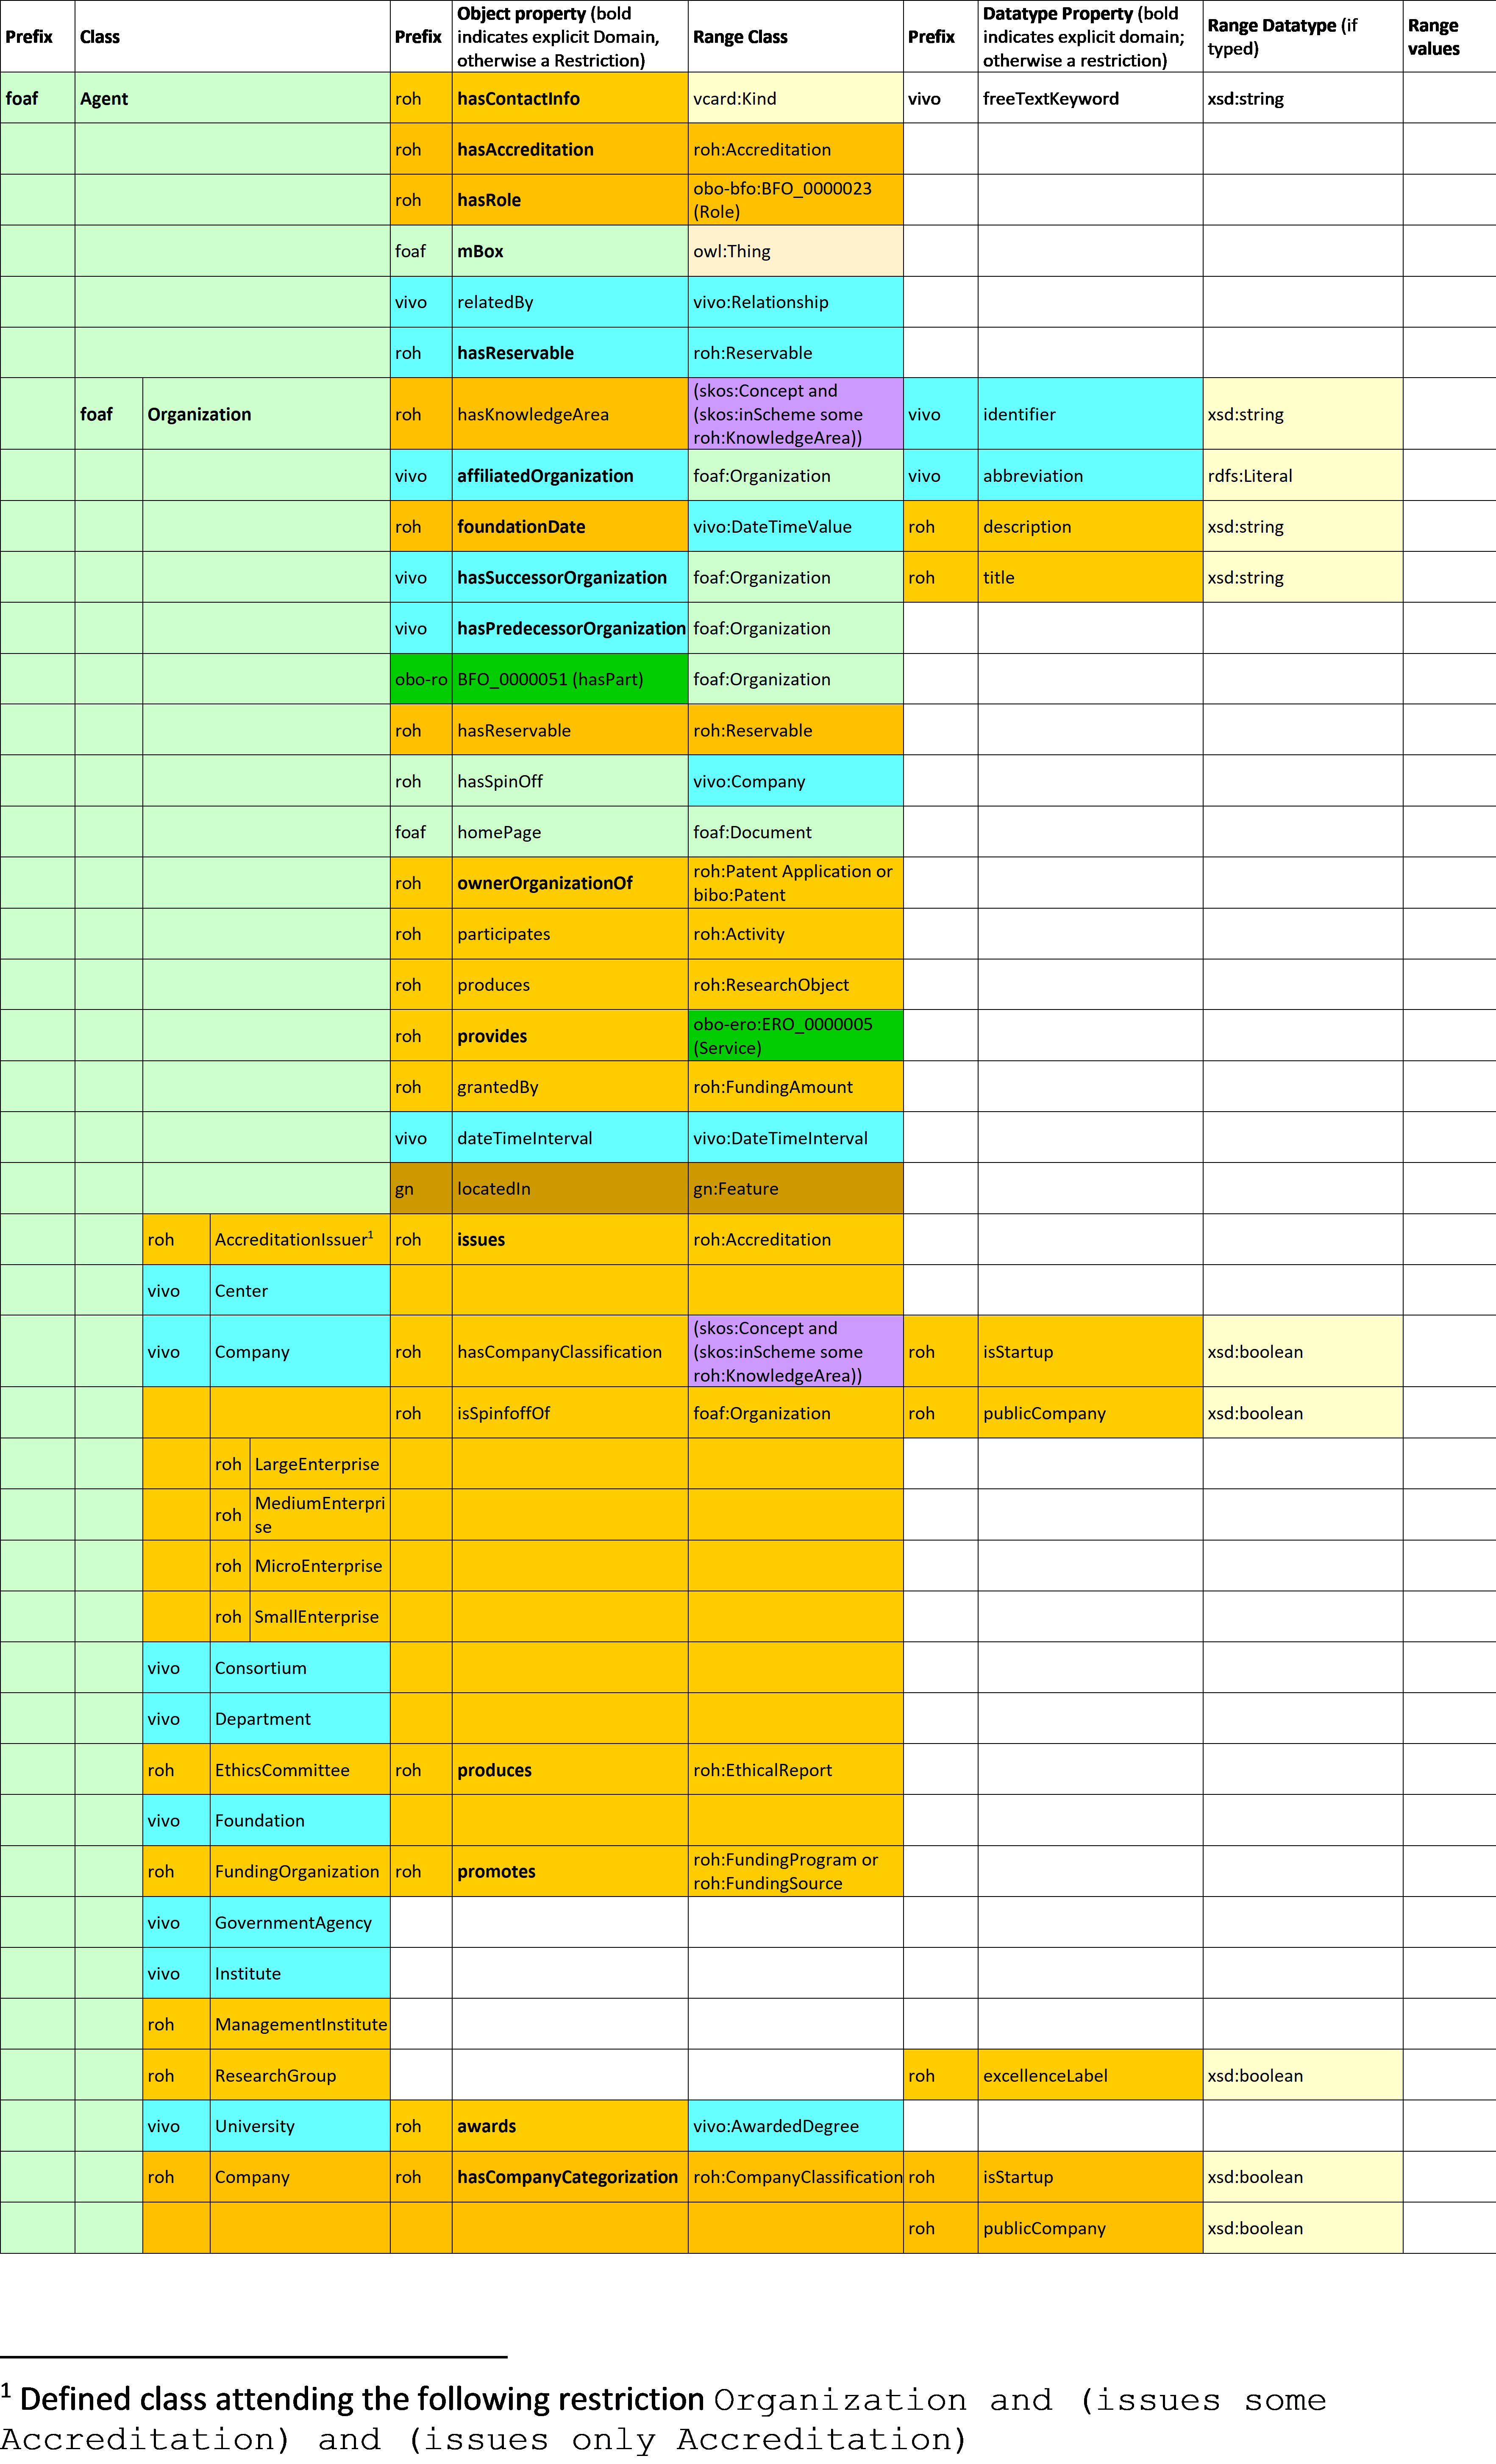 Prefix Class Prefix Object property (bold indicates explicit Domain, otherwise a Restriction) Range Class Prefix Datatype Property (bold indicates explicit domain; otherwise a restriction) Range Datatype (if typed) Range values
foaf Agent roh hasContactInfo vcard:Kind vivo freeTextKeyword xsd:string
roh hasAccreditation roh:Accreditation
roh hasRole obo-bfo:BFO_0000023 (Role)
foaf mBox owl:Thing
vivo relatedBy vivo:Relationship
roh hasReservable roh:Reservable
foaf Organization roh hasKnowledgeArea (skos:Concept and (skos:inScheme some roh:KnowledgeArea)) vivo identifier xsd:string
vivo affiliatedOrganization foaf:Organization vivo abbreviation rdfs:Literal
roh foundationDate vivo:DateTimeValue roh description xsd:string
vivo hasSuccessorOrganization foaf:Organization roh title xsd:string
vivo hasPredecessorOrganization foaf:Organization
obo-ro BFO_0000051 (hasPart) foaf:Organization
roh hasReservable roh:Reservable
roh hasSpinOff vivo:Company
foaf homePage foaf:Document
roh ownerOrganizationOf roh:Patent Application or bibo:Patent
roh participates roh:Activity
roh produces roh:ResearchObject
roh provides obo-ero:ERO_0000005 (Service)
roh grantedBy roh:FundingAmount
vivo dateTimeInterval vivo:DateTimeInterval
gn locatedIn gn:Feature
roh AccreditationIssuer¹ roh issues roh:Accreditation
vivo Center
vivo Company roh hasCompanyClassification (skos:Concept and (skos:inScheme some roh:KnowledgeArea)) roh isStartup xsd:boolean
roh isSpinfoffOf foaf:Organization roh publicCompany xsd:boolean
roh LargeEnterprise
roh MediumEnterpri
se
roh MicroEnterprise
roh SmallEnterprise
vivo Consortium
vivo Department
roh EthicsCommittee roh produces roh:EthicalReport
vivo Foundation
roh FundingOrganization roh promotes roh:FundingProgram or roh:FundingSource
vivo GovernmentAgency
vivo Institute
roh ManagementInstitute
roh ResearchGroup roh excellenceLabel xsd:boolean
vivo University roh awards vivo:AwardedDegree
roh Company roh hasCompanyCategorization roh:CompanyClassification roh isStartup xsd:boolean
roh publicCompany xsd:boolean
¹ Defined class attending the following restriction Organization and (issues some
Accreditation) and (issues only Accreditation)